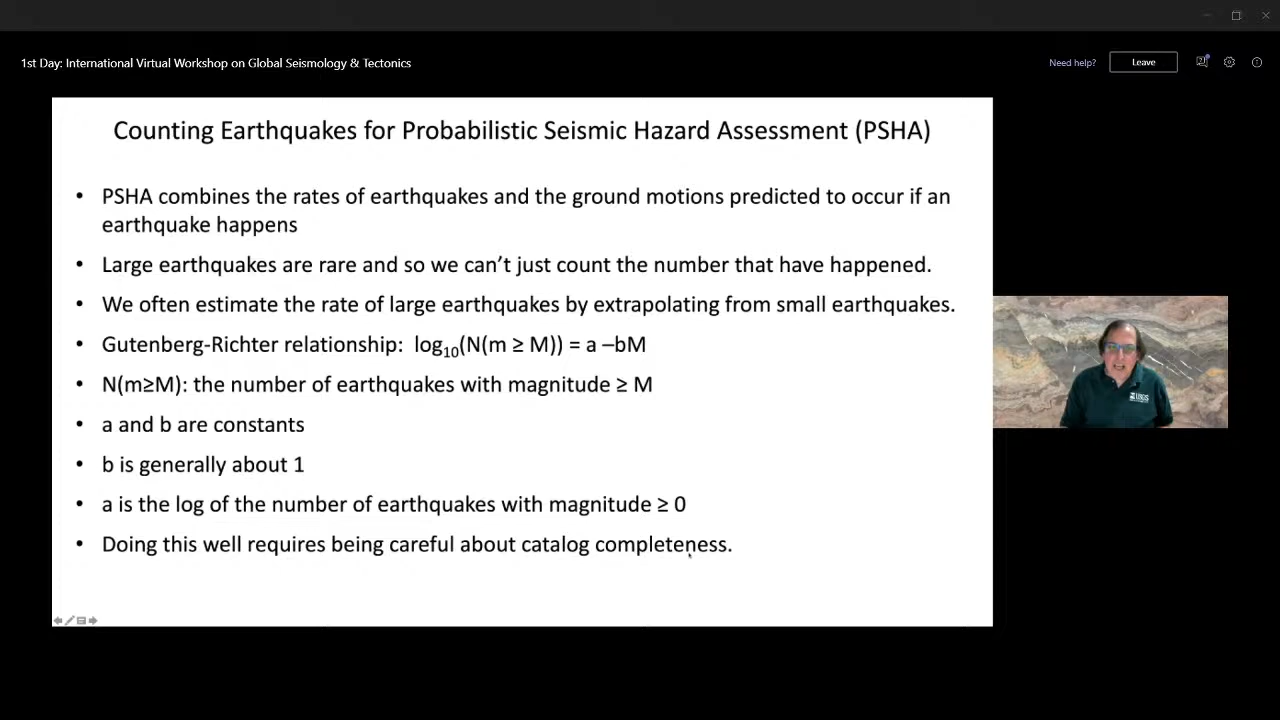 1st Day: International Virtual Workshop on Global Seismology & Tectonics
Need help?
Leave
Counting Earthquakes for Probabilistic Seismic Hazard Assessment (PSHA)
• PSHA combines the rates of earthquakes and the ground motions predicted to occur if an
earthquake happens
• Large earthquakes are rare and so we can't just count the number that have happened.
• We often estimate the rate of large earthquakes by extrapolating from small earthquakes.
• Gutenberg-Richter relationship: log₁₀(N(m ≥ M)) = a –bM
• N(m≥M): the number of earthquakes with magnitude ≥ M
• a and b are constants
• b is generally about 1
• a is the log of the number of earthquakes with magnitude ≥ 0
• Doing this well requires being careful about catalog completeness.
USGS